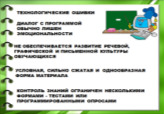 ТЕХНОЛОГИЧЕСКИЕ ОШИБКИ
ДИАЛОГ С ПРОГРАММОЙ
ОБЫЧНО ЛИШЕН
ЭМОЦИОНАЛЬНОСТИ
НЕ ОБЕСПЕЧИВАЕТСЯ РАЗВИТИЕ РЕЧЕВОЙ,
ГРАФИЧЕСКОЙ И ПИСЬМЕННОЙ КУЛЬТУРЫ
ОБУЧАЮЩИХСЯ
УСЛОВНАЯ, СИЛЬНО СЖАТАЯ И ОДНООБРАЗНАЯ
ФОРМА МАТЕРИАЛА
КОНТРОЛЬ ЗНАНИЙ ОГРАНИЧЕН НЕСКОЛЬКИМИ
ФОРМАМИ - ТЕСТАМИ ИЛИ
ПРОГРАММИРОВАННЫМИ ОПРОСАМИ